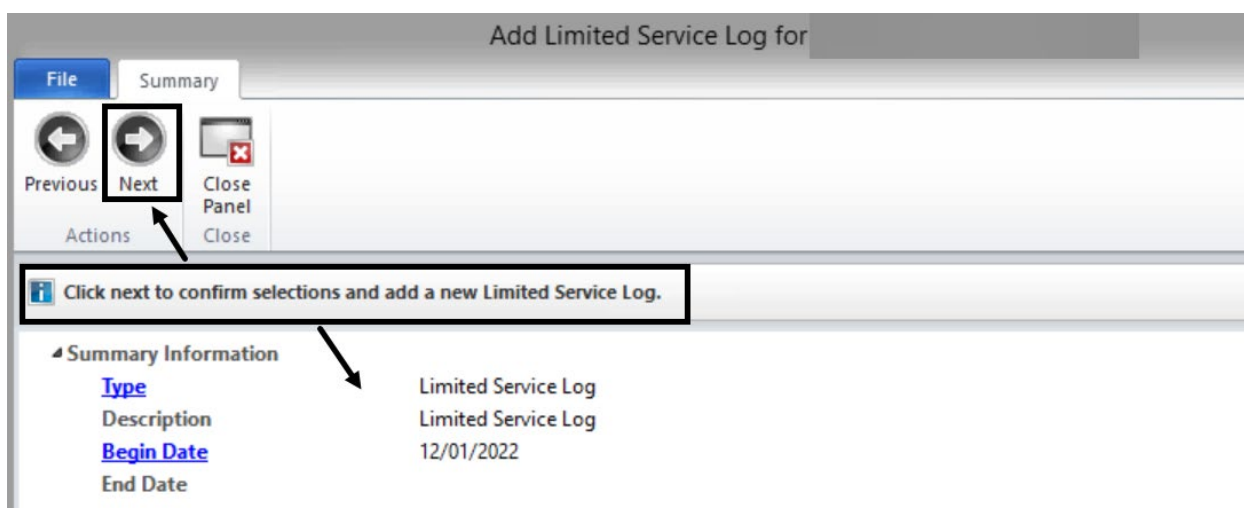 Add Limited Service Log for
File Summary
Previous Next Close Panel
Actions Close
Click next to confirm selections and add a new Limited Service Log.
Summary Information
Type Limited Service Log
Description Limited Service Log
Begin Date 12/01/2022
End Date